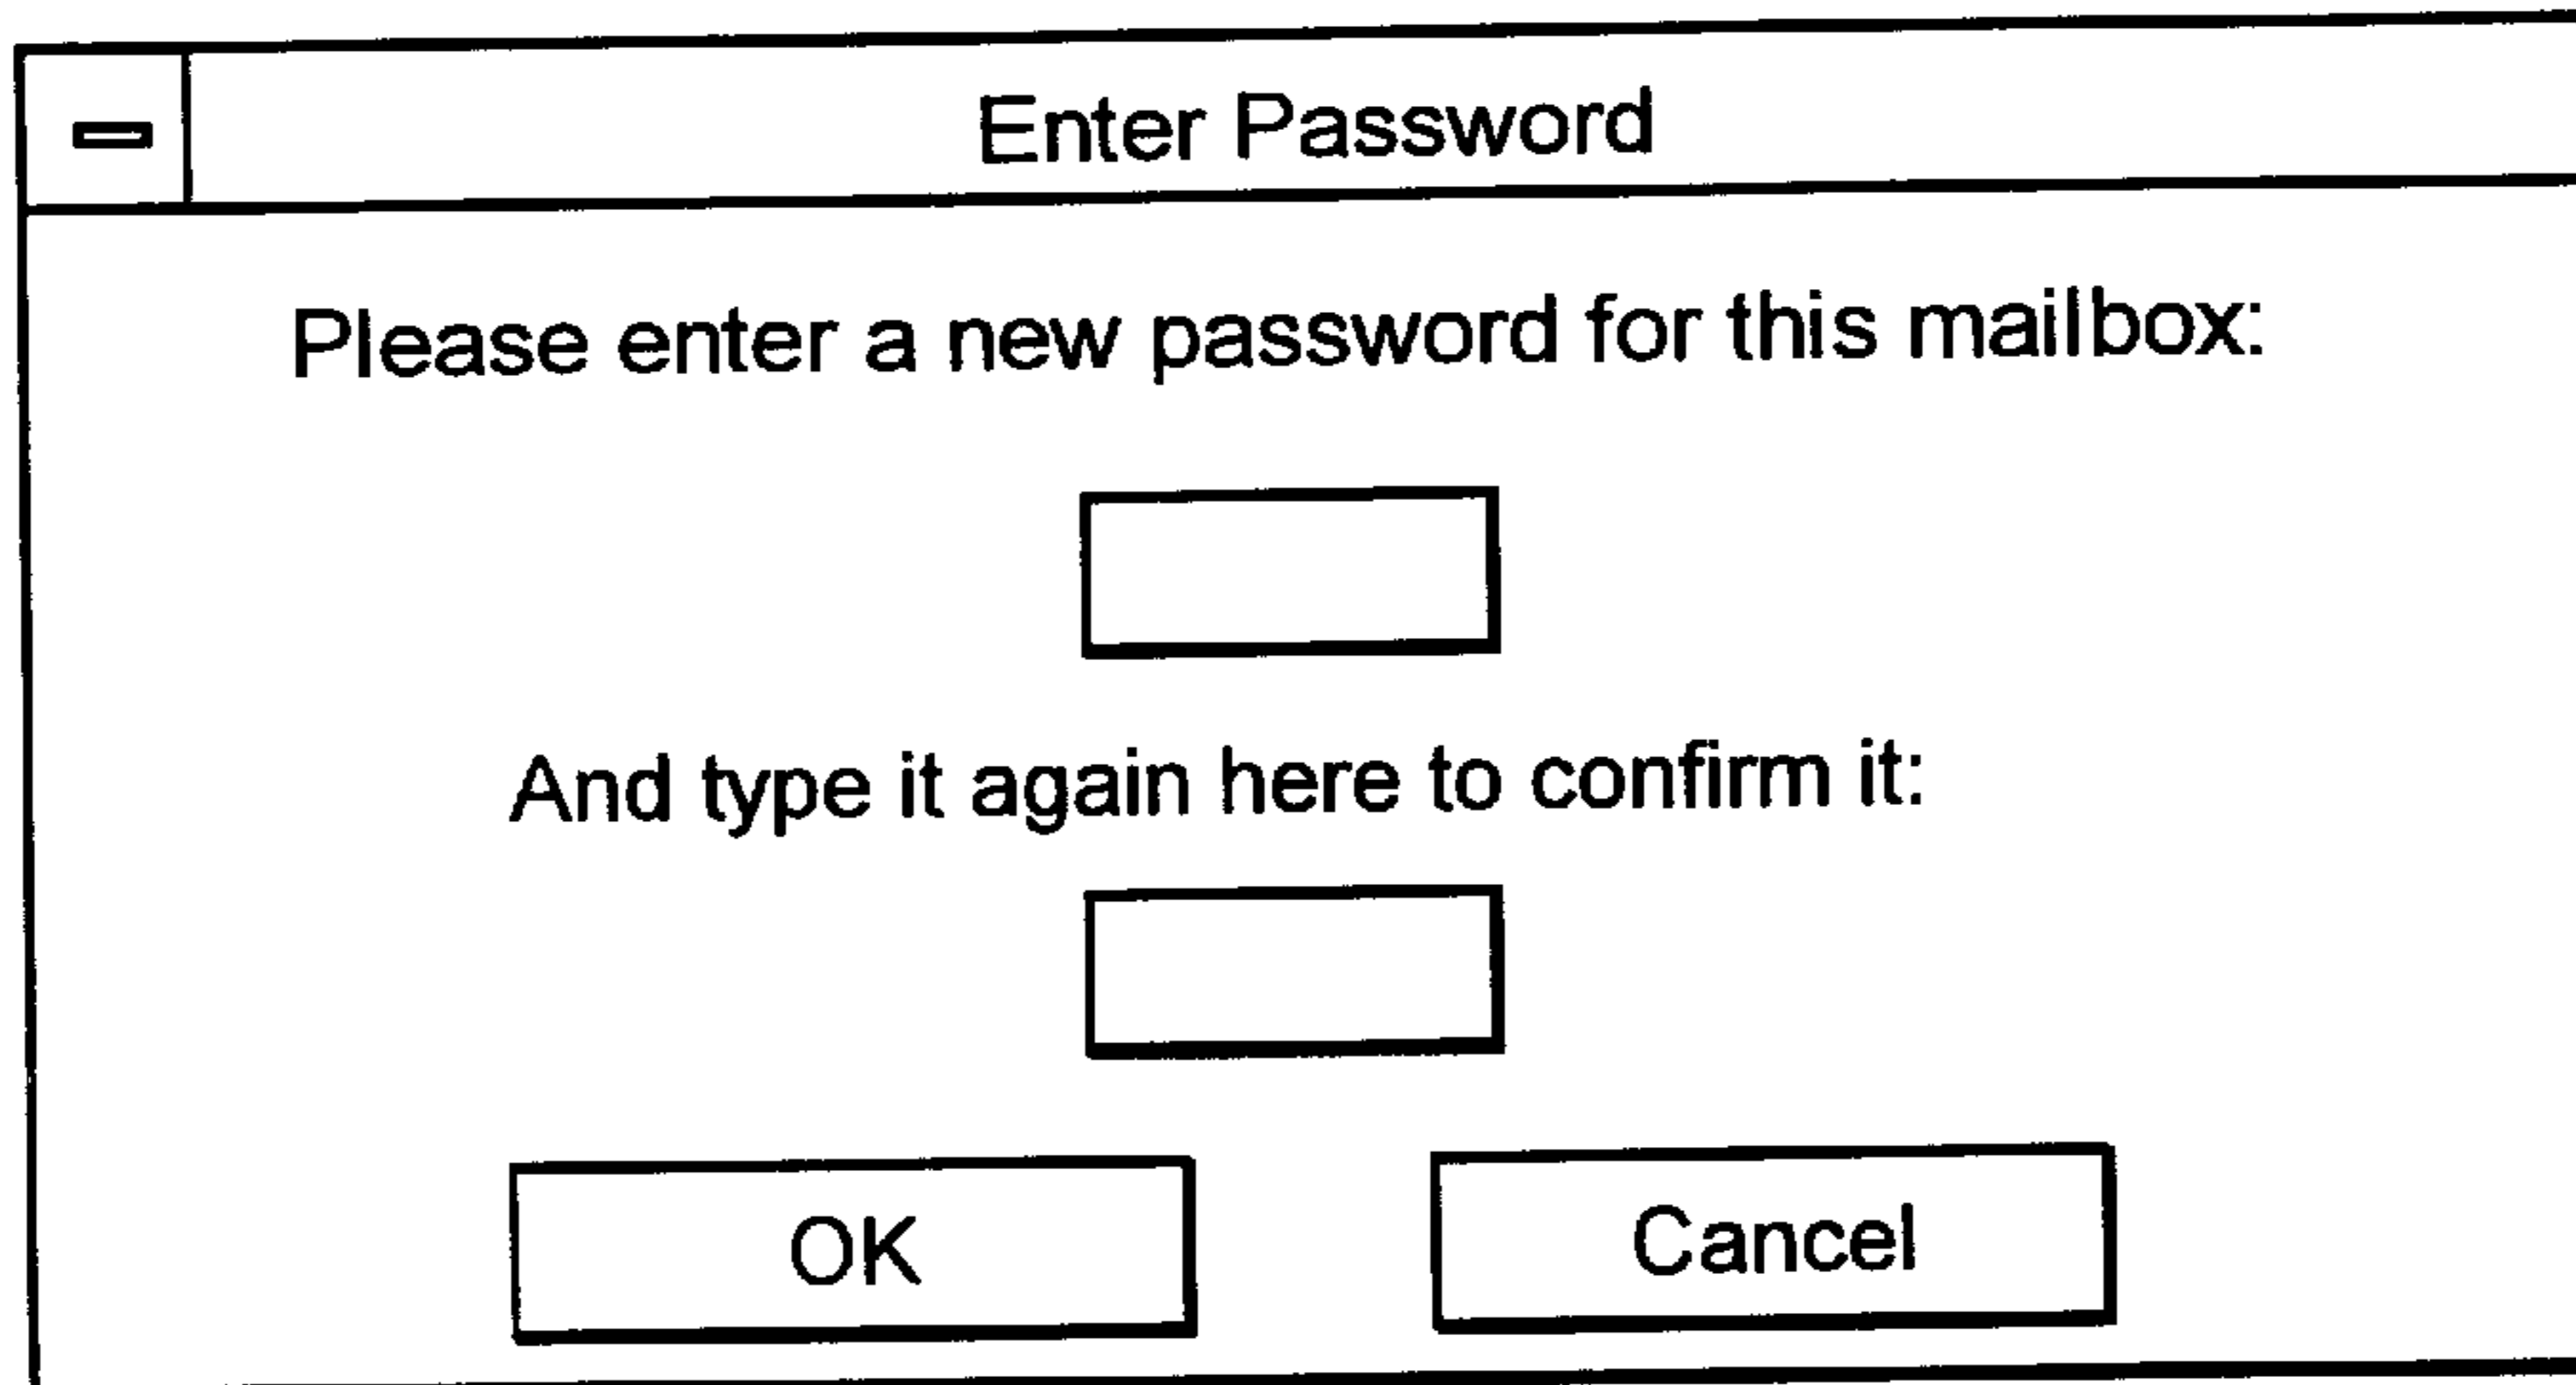 Enter Password
Please enter a new password for this mailbox:
And type it again here to confirm it:
OK Cancel